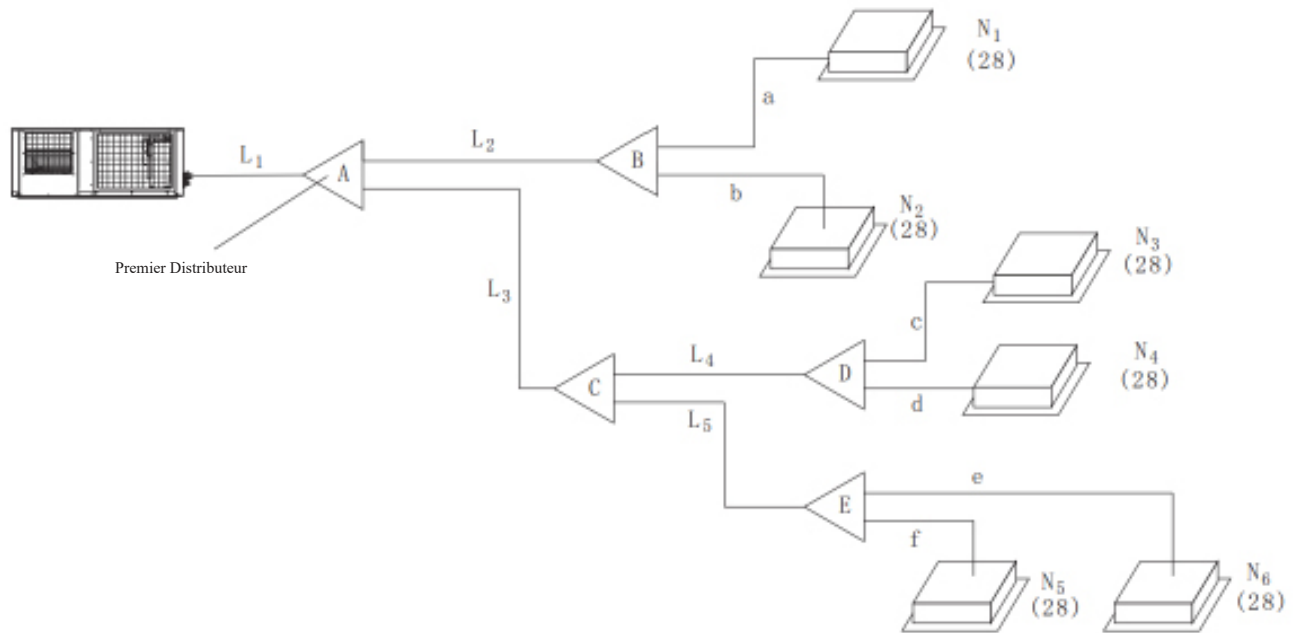 N₁
(28)
a
L₁
L₂
A
B
b
N₂
(28)
Premier Distributeur
N₃
(28)
L₃
c
L₄
C
D
N₄
(28)
d
L₅
E
e
f
N₅
(28)
N₆
(28)